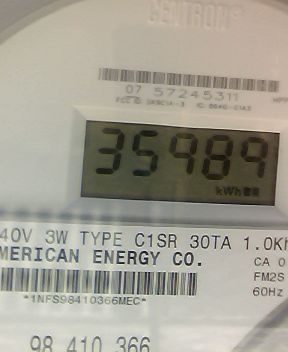 CENTRON®
07 57245311
35989
kWh
40V 3W TYPE C1SR 30TA 1.0Kh
MERICAN ENERGY CO.
CA 0
FM2S
*1NFS98410366MEC*
60Hz
98 410 366